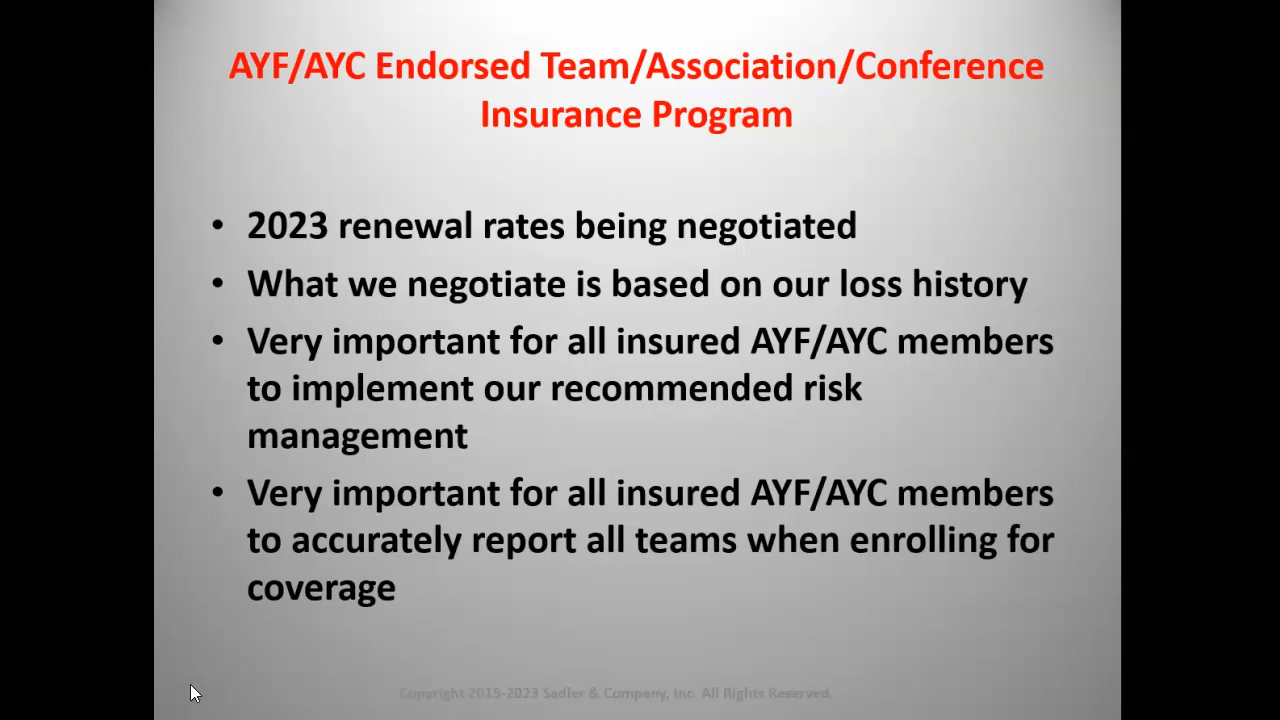 AYF/AYC Endorsed Team/Association/Conference
Insurance Program
• 2023 renewal rates being negotiated
• What we negotiate is based on our loss history
• Very important for all insured AYF/AYC members
to implement our recommended risk
management
• Very important for all insured AYF/AYC members
to accurately report all teams when enrolling for
coverage
Copyright 2015-2023 Sadler & Company, Inc. All Rights Reserved.